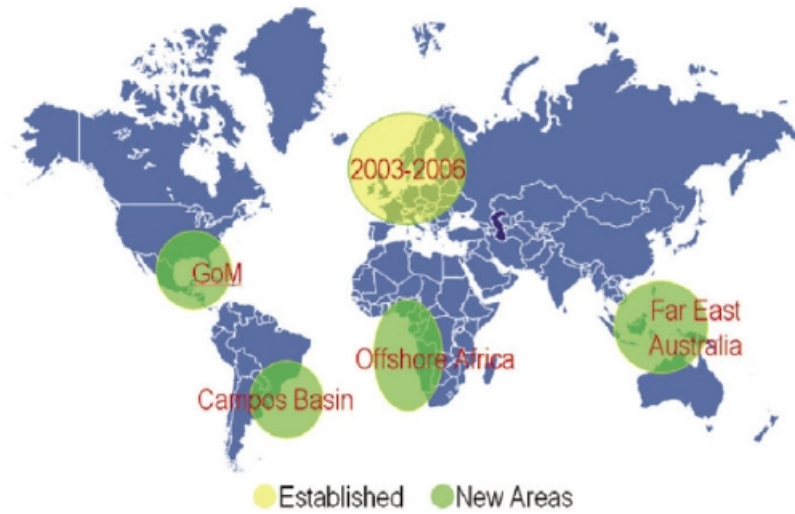 2003-2006
GoM
Far East
Australia
Offshore Africa
Campos Basin
Established
New Areas